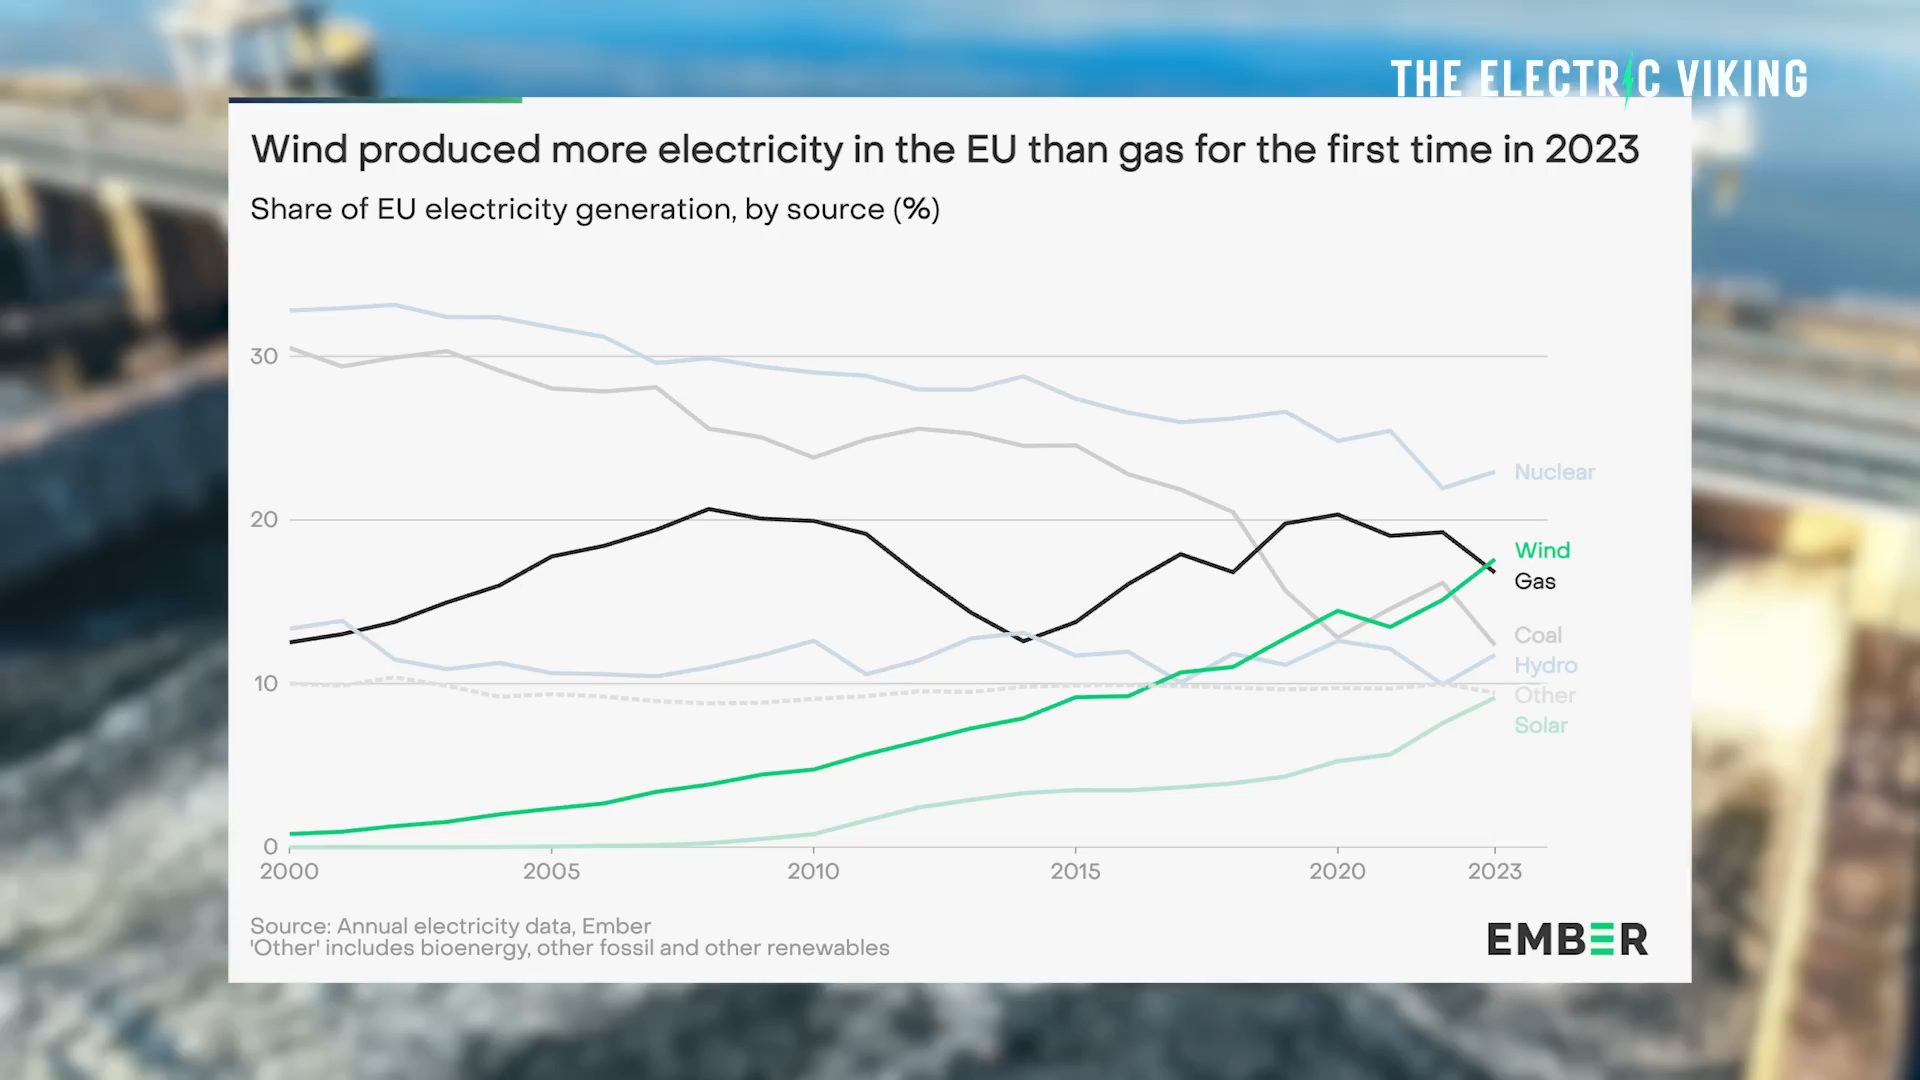 THE ELECTRIC VIKING
Wind produced more electricity in the EU than gas for the first time in 2023
Share of EU electricity generation, by source (%)
30
20
10
0
Nuclear
Wind
Gas
Coal
Hydro
Other
Solar
2000 2005 2010 2015 2020 2023
Source: Annual electricity data, Ember
'Other' includes bioenergy, other fossil and other renewables
EMBER